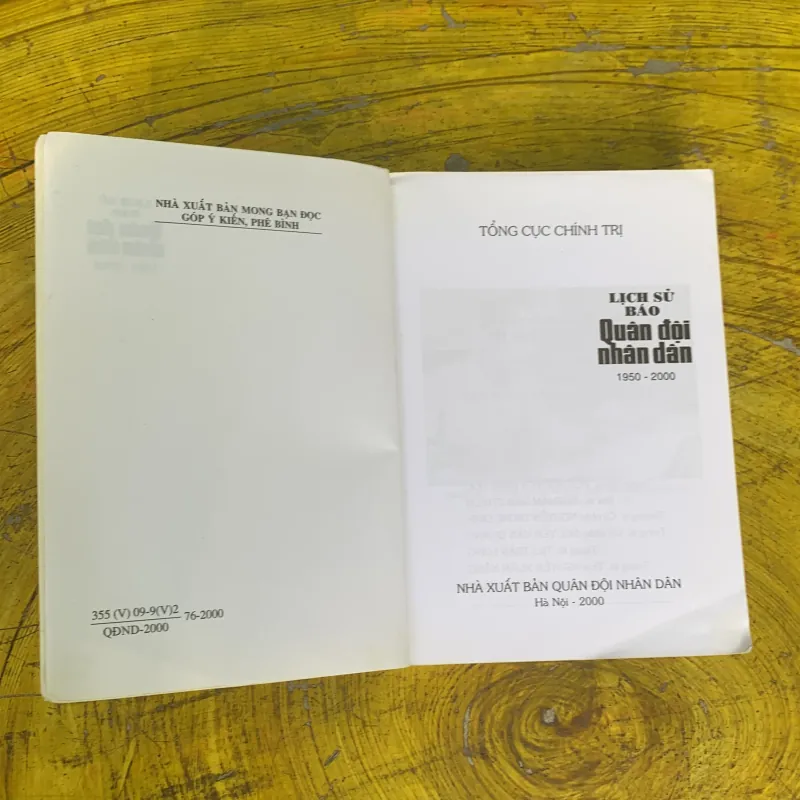 NHÀ XUẤT BẢN MONG BẠN ĐỌC
GÓP Ý KIẾN, PHÊ BÌNH
355 (V) 09-9(V)2
QĐND-2000
76-2000
TỔNG CỤC CHÍNH TRỊ
LỊCH SỬ
BÁO
Quân đội
nhân dân
1950 - 2000
NHÀ XUẤT BẢN QUÂN ĐỘI NHÂN DÂN
Hà Nội - 2000